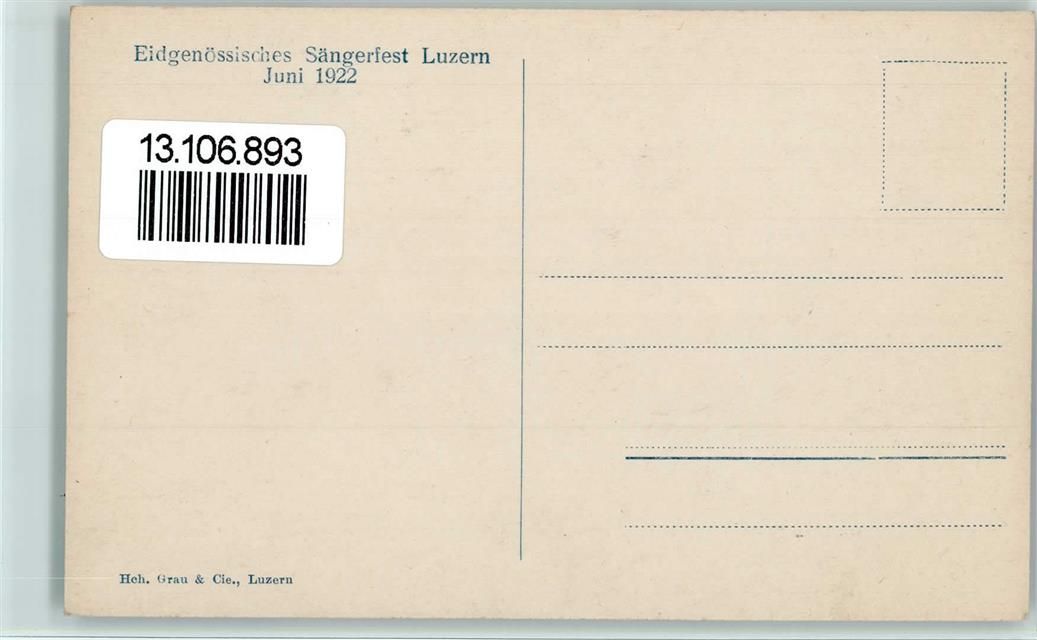 Eidgenössisches Sängerfest Luzern
Juni 1922
13.106.893
Hch. Grau & Cie., Luzern